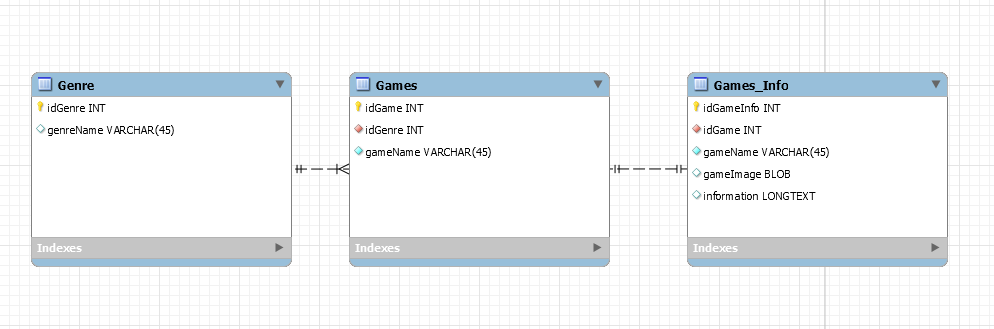 Genre
idGenre INT
genreName VARCHAR(45)
Indexes
Games
idGame INT
idGenre INT
gameName VARCHAR(45)
Indexes
Games_Info
idGameInfo INT
idGame INT
gameName VARCHAR(45)
gameImage BLOB
information LONGTEXT
Indexes